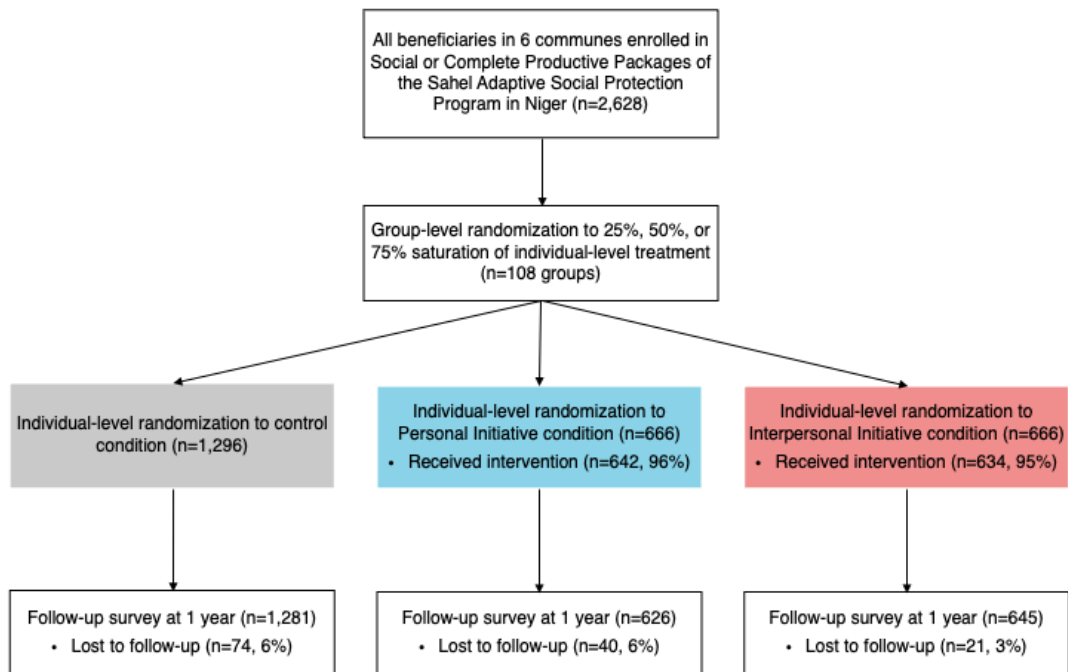 All beneficiaries in 6 communes enrolled in
Social or Complete Productive Packages of
the Sahel Adaptive Social Protection
Program in Niger (n=2,628)
Group-level randomization to 25%, 50%, or
75% saturation of individual-level treatment
(n=108 groups)
Individual-level randomization to control
condition (n=1,296)
Individual-level randomization to
Personal Initiative condition (n=666)
• Received intervention (n=642, 96%)
Individual-level randomization to
Interpersonal Initiative condition (n=666)
• Received intervention (n=634, 95%)
Follow-up survey at 1 year (n=1,281)
• Lost to follow-up (n=74, 6%)
Follow-up survey at 1 year (n=626)
• Lost to follow-up (n=40, 6%)
Follow-up survey at 1 year (n=645)
• Lost to follow-up (n=21, 3%)